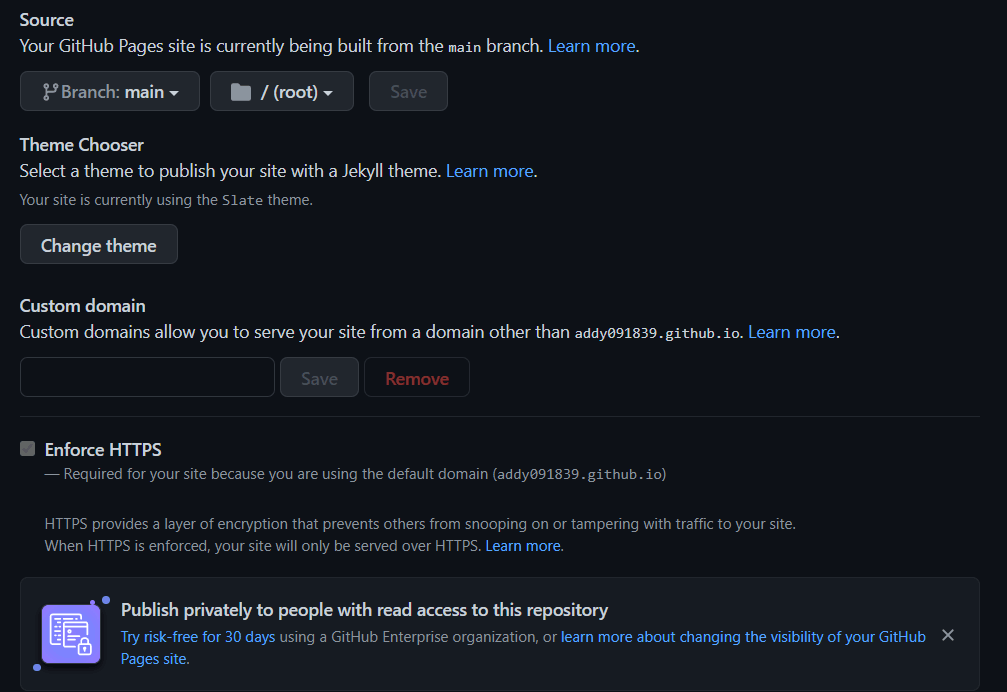 Source
Your GitHub Pages site is currently being built from the main branch. Learn more.
Branch: main
/ (root)
Save
Theme Chooser
Select a theme to publish your site with a Jekyll theme. Learn more.
Your site is currently using the Slate theme.
Change theme
Custom domain
Custom domains allow you to serve your site from a domain other than addy091839.github.io. Learn more.
Save
Remove
Enforce HTTPS
— Required for your site because you are using the default domain (addy091839.github.io)
HTTPS provides a layer of encryption that prevents others from snooping on or tampering with traffic to your site.
When HTTPS is enforced, your site will only be served over HTTPS. Learn more.
Publish privately to people with read access to this repository
Try risk-free for 30 days using a GitHub Enterprise organization, or learn more about changing the visibility of your GitHub
Pages site.